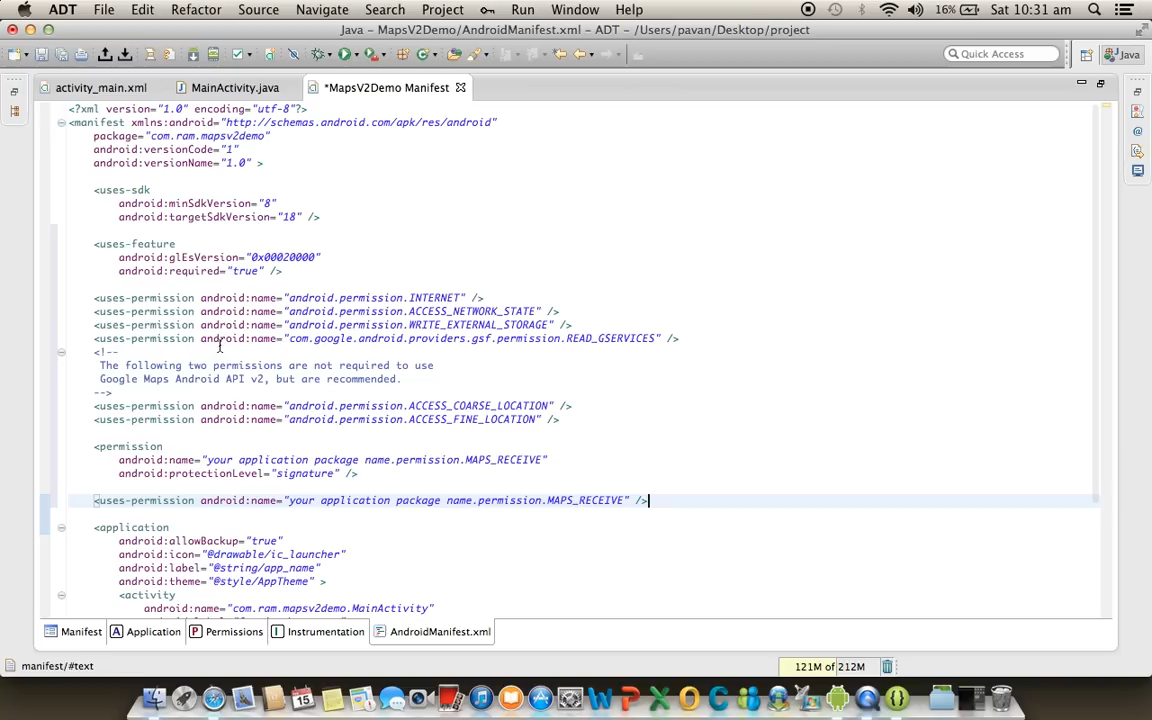 ADT File Edit Refactor Source Navigate Search Project Run Window Help 16% Sat 10:31 am
Java – MapsV2Demo/AndroidManifest.xml – ADT – /Users/pavan/Desktop/project
Quick Access Java
activity_main.xml MainActivity.java *MapsV2Demo Manifest
<?xml version="1.0" encoding="utf-8"?>
<manifest xmlns:android="http://schemas.android.com/apk/res/android"
package="com.ram.mapsv2demo"
android:versionCode="1"
android:versionName="1.0" >
<uses-sdk
android:minSdkVersion="8"
android:targetSdkVersion="18" />
<uses-feature
android:glEsVersion="0x00020000"
android:required="true" />
<uses-permission android:name="android.permission.INTERNET" />
<uses-permission android:name="android.permission.ACCESS_NETWORK_STATE" />
<uses-permission android:name="android.permission.WRITE_EXTERNAL_STORAGE" />
<uses-permission android:name="com.google.android.providers.gsf.permission.READ_GSERVICES" />
<!--
The following two permissions are not required to use
Google Maps Android API v2, but are recommended.
-->
<uses-permission android:name="android.permission.ACCESS_COARSE_LOCATION" />
<uses-permission android:name="android.permission.ACCESS_FINE_LOCATION" />
<permission
android:name="your application package name.permission.MAPS_RECEIVE"
android:protectionLevel="signature" />
<uses-permission android:name="your application package name.permission.MAPS_RECEIVE" />
<application
android:allowBackup="true"
android:icon="@drawable/ic_launcher"
android:label="@string/app_name"
android:theme="@style/AppTheme" >
<activity
android:name="com.ram.mapsv2demo.MainActivity"
Manifest A Application P Permissions I Instrumentation AndroidManifest.xml
manifest/#text 121M of 212M